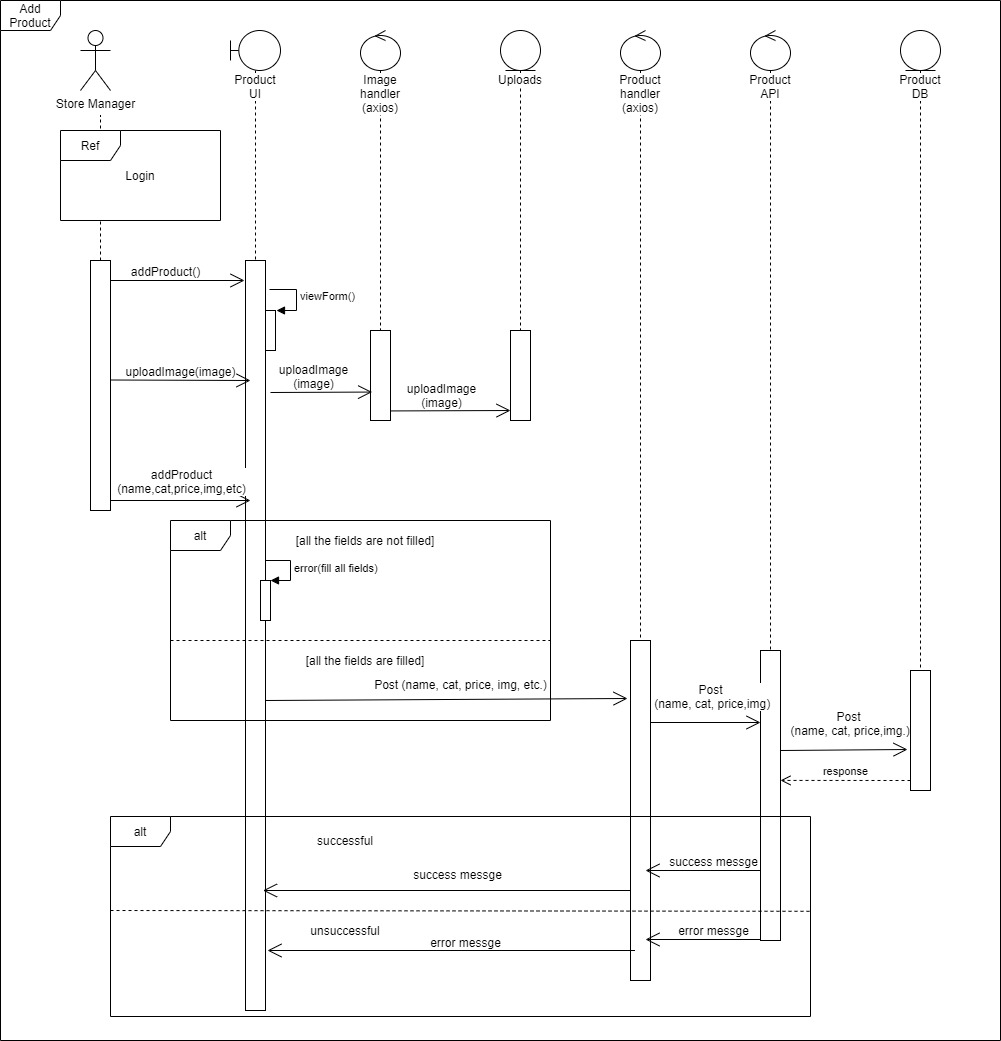 Add
Product
Store Manager
Product
UI
Image
handler
(axios)
Uploads
Product
handler
(axios)
Product
API
Product
DB
Ref
Login
addProduct()
viewForm()
uploadImage(image)
uploadImage
(image)
uploadImage
(image)
addProduct
(name,cat,price,img,etc)
alt
[all the fields are not filled]
error(fill all fields)
[all the fields are filled]
Post (name, cat, price, img, etc.)
Post
(name, cat, price,img)
Post
(name, cat, price,img.)
response
alt
successful
success messge
success messge
unsuccessful
error messge
error messge